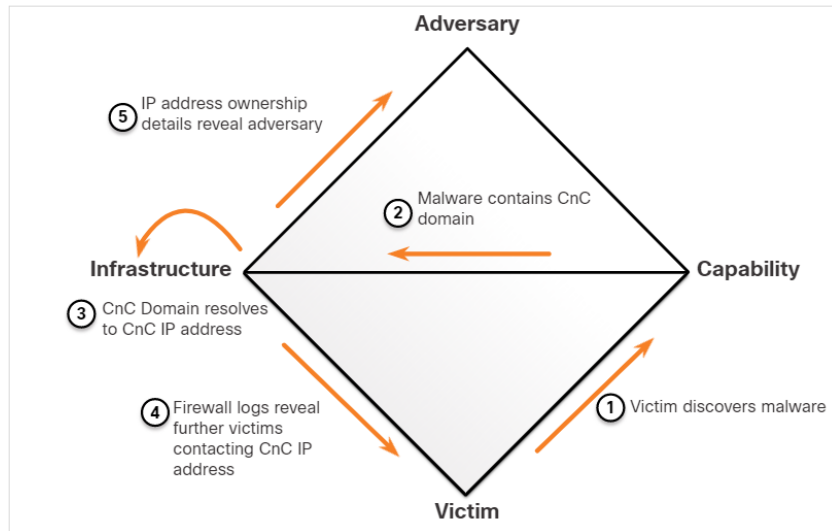 Adversary
5
IP address ownership
details reveal adversary
2
Malware contains CnC
domain
Infrastructure
Capability
3
CnC Domain resolves
to CnC IP address
4
Firewall logs reveal
further victims
contacting CnC IP
address
1
Victim discovers malware
Victim